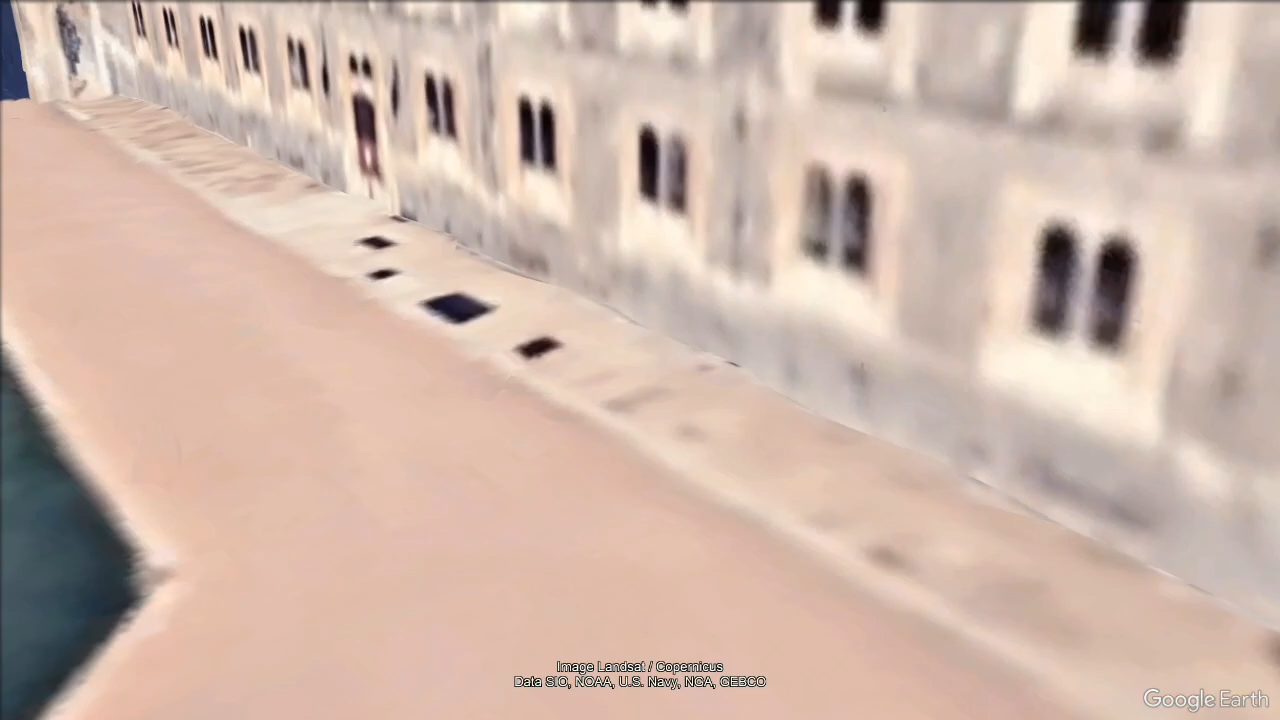 Image Landsat / Copernicus
Data SIO, NOAA, U.S. Navy, NGA, GEBCO
Google Earth